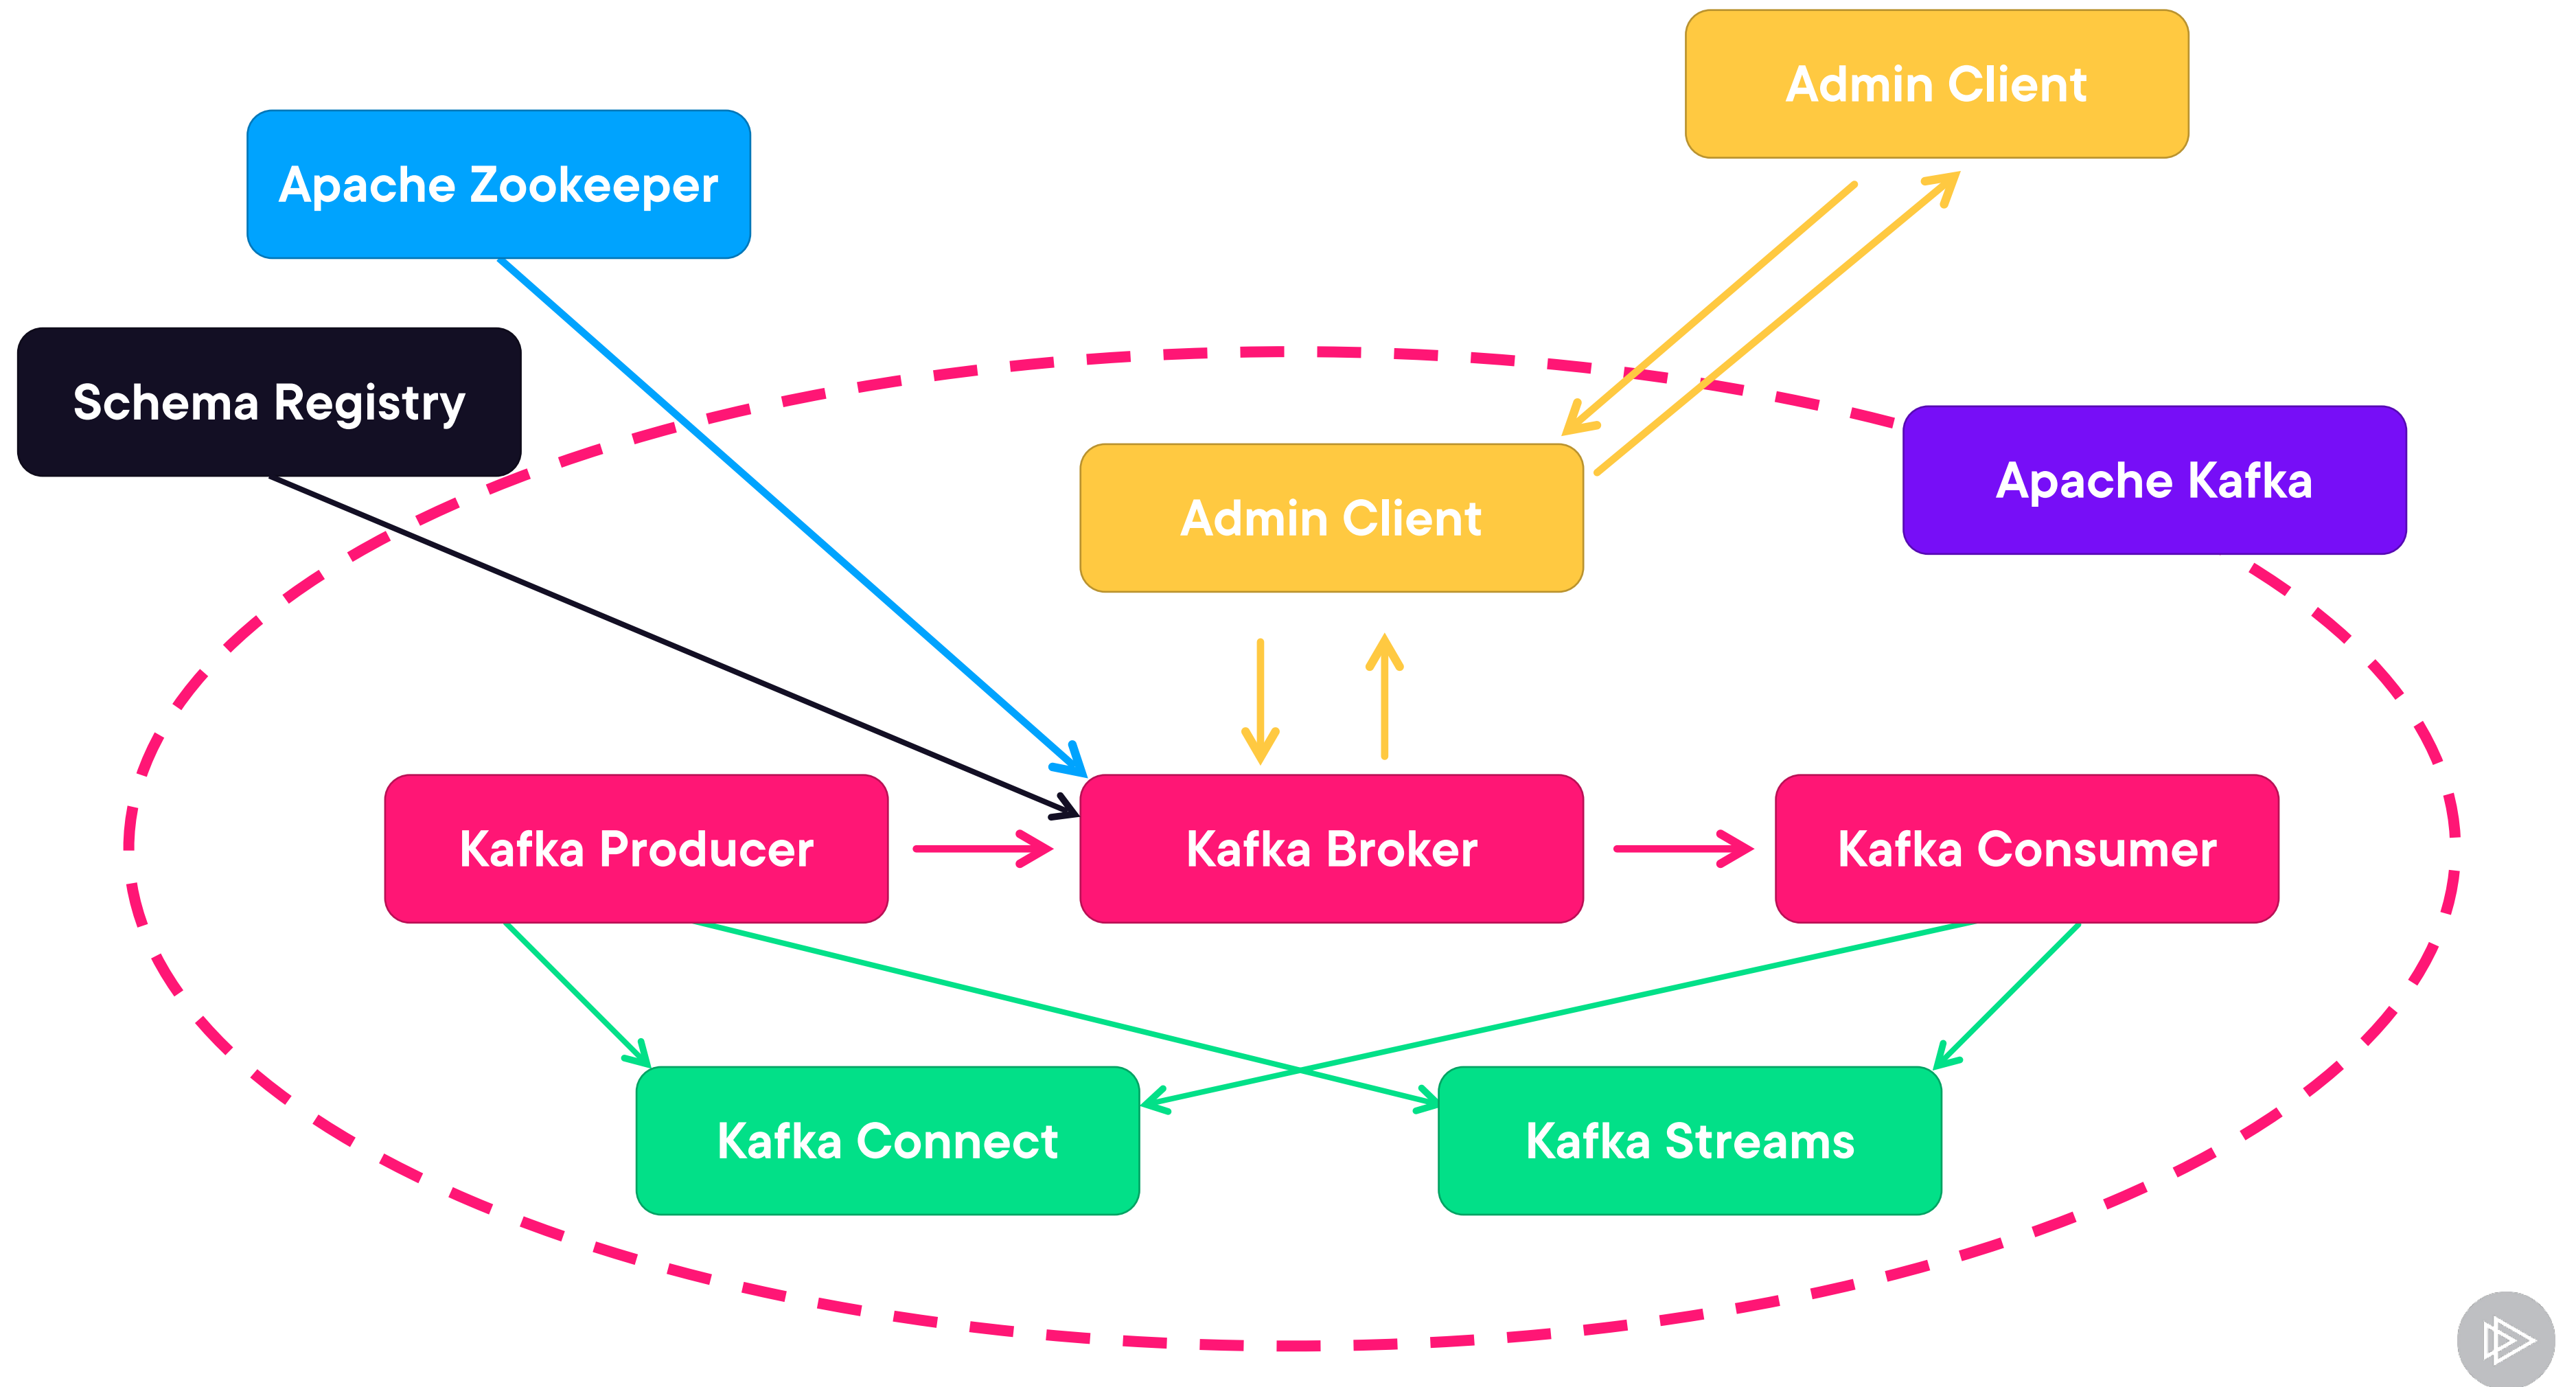 Admin Client
Apache Zookeeper
Schema Registry
Admin Client
Apache Kafka
Kafka Producer
Kafka Broker
Kafka Consumer
Kafka Connect
Kafka Streams